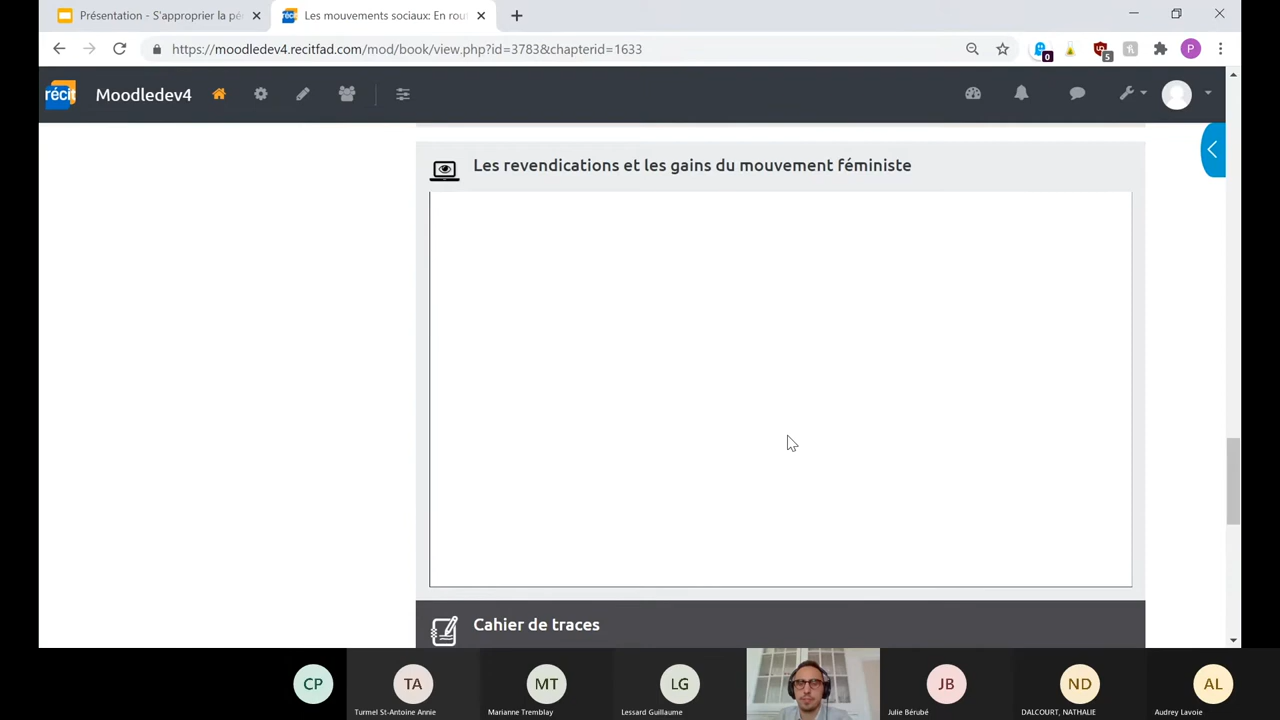 Présentation - S'approprier la pé
Les mouvements sociaux: En rout
https://moodledev4.recitfad.com/mod/book/view.php?id=3783&chapterid=1633
0
5
P
récit
Moodledev4
Les revendications et les gains du mouvement féministe
Cahier de traces
CP
TA
MT
LG
JB
ND
AL
Turmel St-Antoine Annie
Marianne Tremblay
Lessard Guillaume
Julie Bérubé
DALCOURT, NATHALIE
Audrey Lavoie